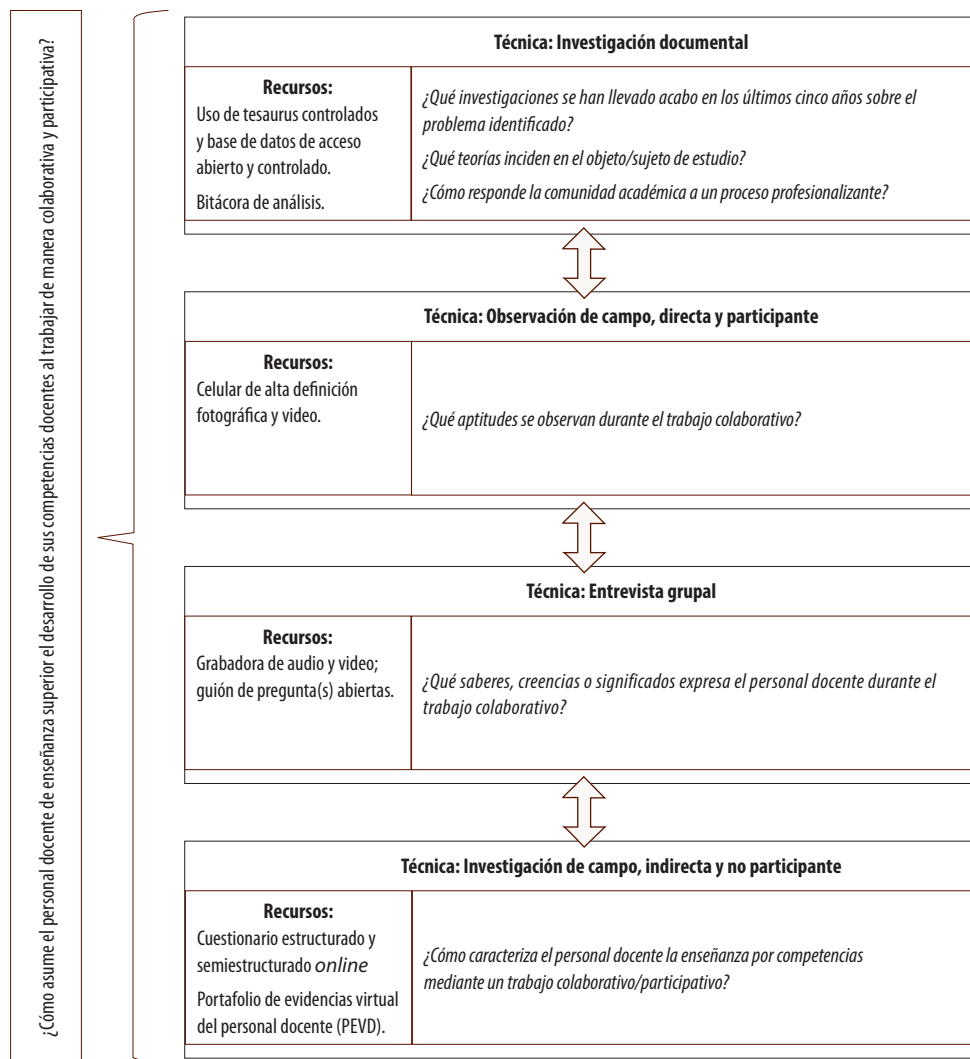 ¿Cómo asume el personal docente de enseñanza superior el desarrollo de sus competencias docentes al trabajar de manera colaborativa y participativa?
Técnica: Investigación documental
Recursos:
Uso de tesaurus controlados
y base de datos de acceso
abierto y controlado.
Bitácora de análisis.
¿Qué investigaciones se han llevado acabo en los últimos cinco años sobre el
problema identificado?
¿Qué teorías inciden en el objeto/sujeto de estudio?
¿Cómo responde la comunidad académica a un proceso profesionalizante?
Técnica: Observación de campo, directa y participante
Recursos:
Celular de alta definición
fotográfica y video.
¿Qué aptitudes se observan durante el trabajo colaborativo?
Técnica: Entrevista grupal
Recursos:
Grabadora de audio y video;
guión de pregunta(s) abiertas.
¿Qué saberes, creencias o significados expresa el personal docente durante el
trabajo colaborativo?
Técnica: Investigación de campo, indirecta y no participante
Recursos:
Cuestionario estructurado y
semiestructurado online
Portafolio de evidencias virtual
del personal docente (PEVD).
¿Cómo caracteriza el personal docente la enseñanza por competencias
mediante un trabajo colaborativo/participativo?